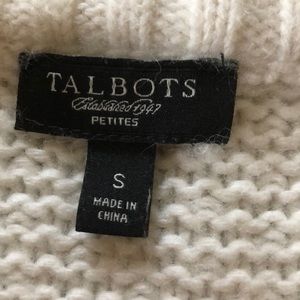 TALBOTS
Established 1947
PETITES
S
MADE IN
CHINA